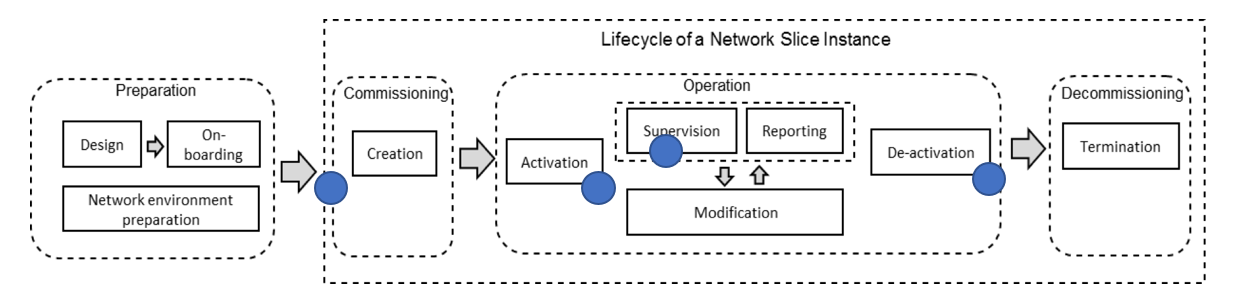 Lifecycle of a Network Slice Instance
Preparation
Design
On-
boarding
Network environment
preparation
Commissioning
Creation
Operation
Activation
Supervision
Reporting
Modification
De-activation
Decommissioning
Termination